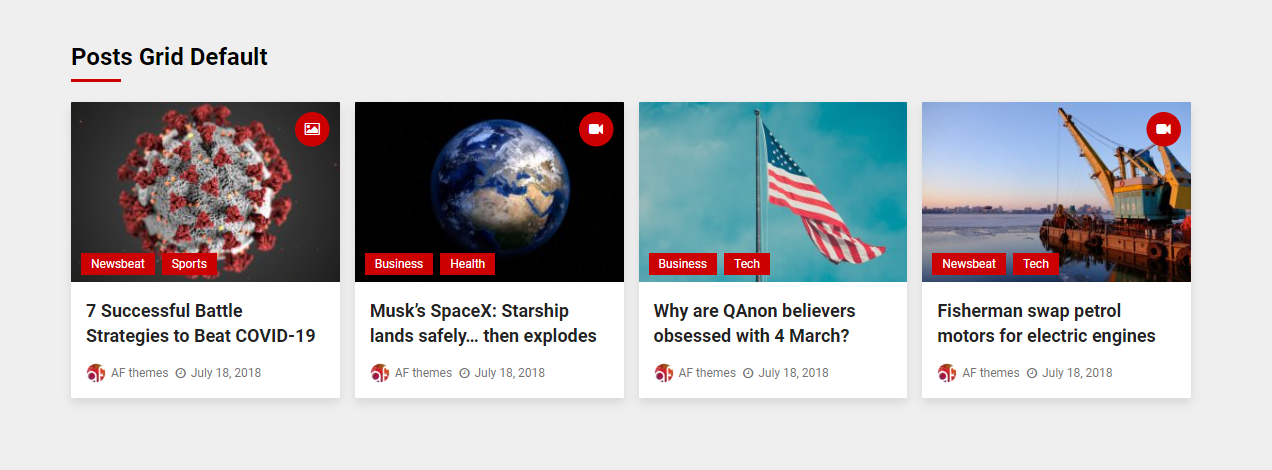 Posts Grid Default
Newsbeat Sports
7 Successful Battle
Strategies to Beat COVID-19
AF themes July 18, 2018
Business Health
Musk’s SpaceX: Starship
lands safely… then explodes
AF themes July 18, 2018
Business Tech
Why are QAnon believers
obsessed with 4 March?
AF themes July 18, 2018
Newsbeat Tech
Fisherman swap petrol
motors for electric engines
AF themes July 18, 2018